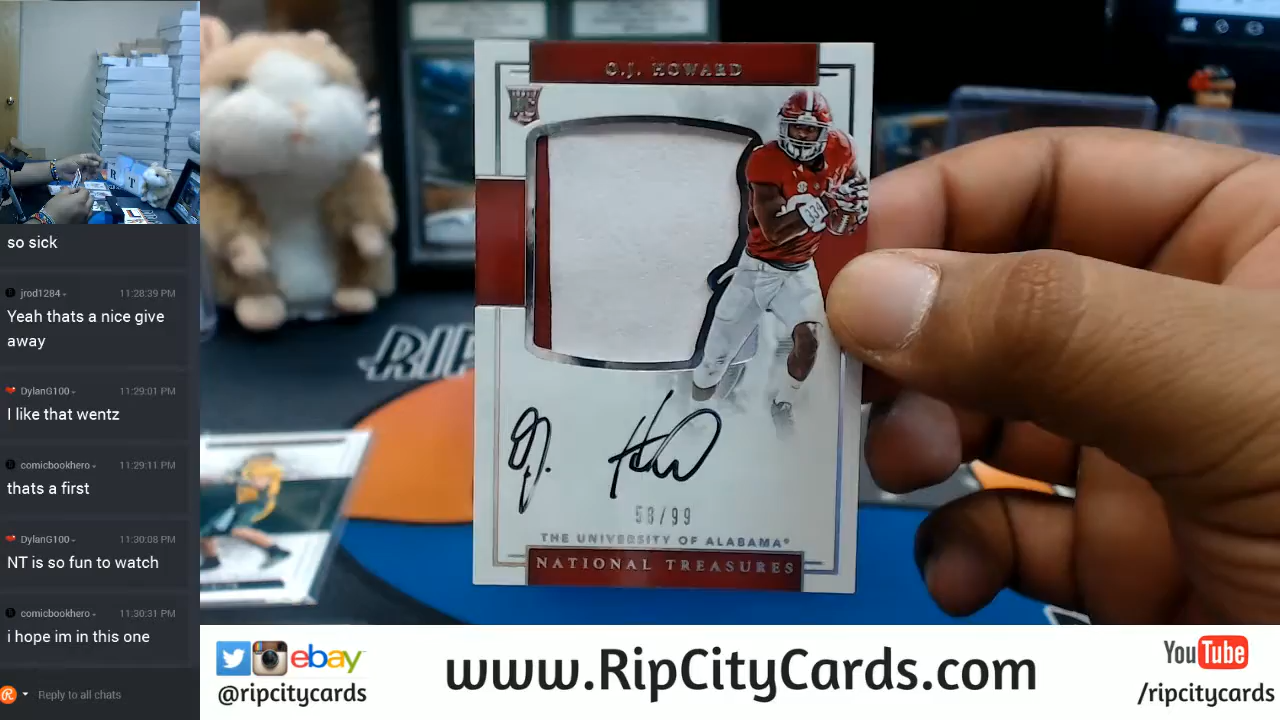 so sick
jrod1284
11:28:39 PM
Yeah thats a nice give
away
DylanG100
11:29:01 PM
I like that wentz
comicbookhero
11:29:11 PM
thats a first
DylanG100
11:30:08 PM
NT is so fun to watch
comicbookhero
11:30:31 PM
i hope im in this one
Reply to all chats
O.J. HOWARD
RC
RIP
O.J. How
58/99
THE UNIVERSITY OF ALABAMA®
NATIONAL TREASURES
ebay
@ripcitycards
www.RipCityCards.com
YouTube
/ripcitycards